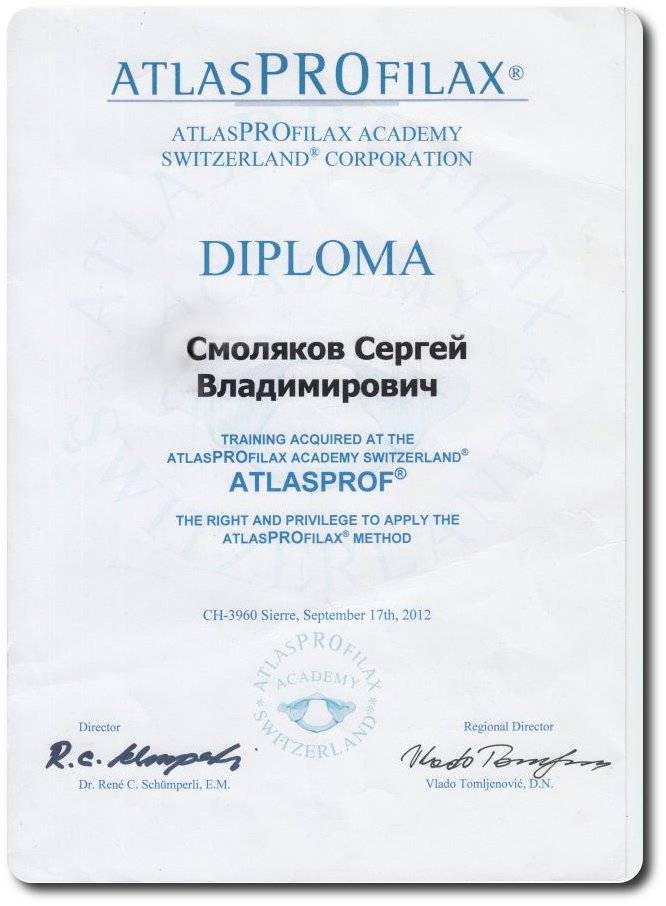 ATLASPROFILAX®
ATLASPROFILAX ACADEMY
SWITZERLAND® CORPORATION
DIPLOMA
Смоляков Сергей
Владимирович
TRAINING ACQUIRED AT THE
ATLASPROFILAX ACADEMY SWITZERLAND®
ATLASPROF®
THE RIGHT AND PRIVILEGE TO APPLY THE
ATLASPROFILAX® METHOD
CH-3960 Sierre, September 17th, 2012
ATLASPROFILAX
ACADEMY
*SWITZERLAND®*
Director
Regional Director
R.C. Schümperli
Vlado Tomljenović
Dr. René C. Schümperli, E.M.
Vlado Tomljenović, D.N.